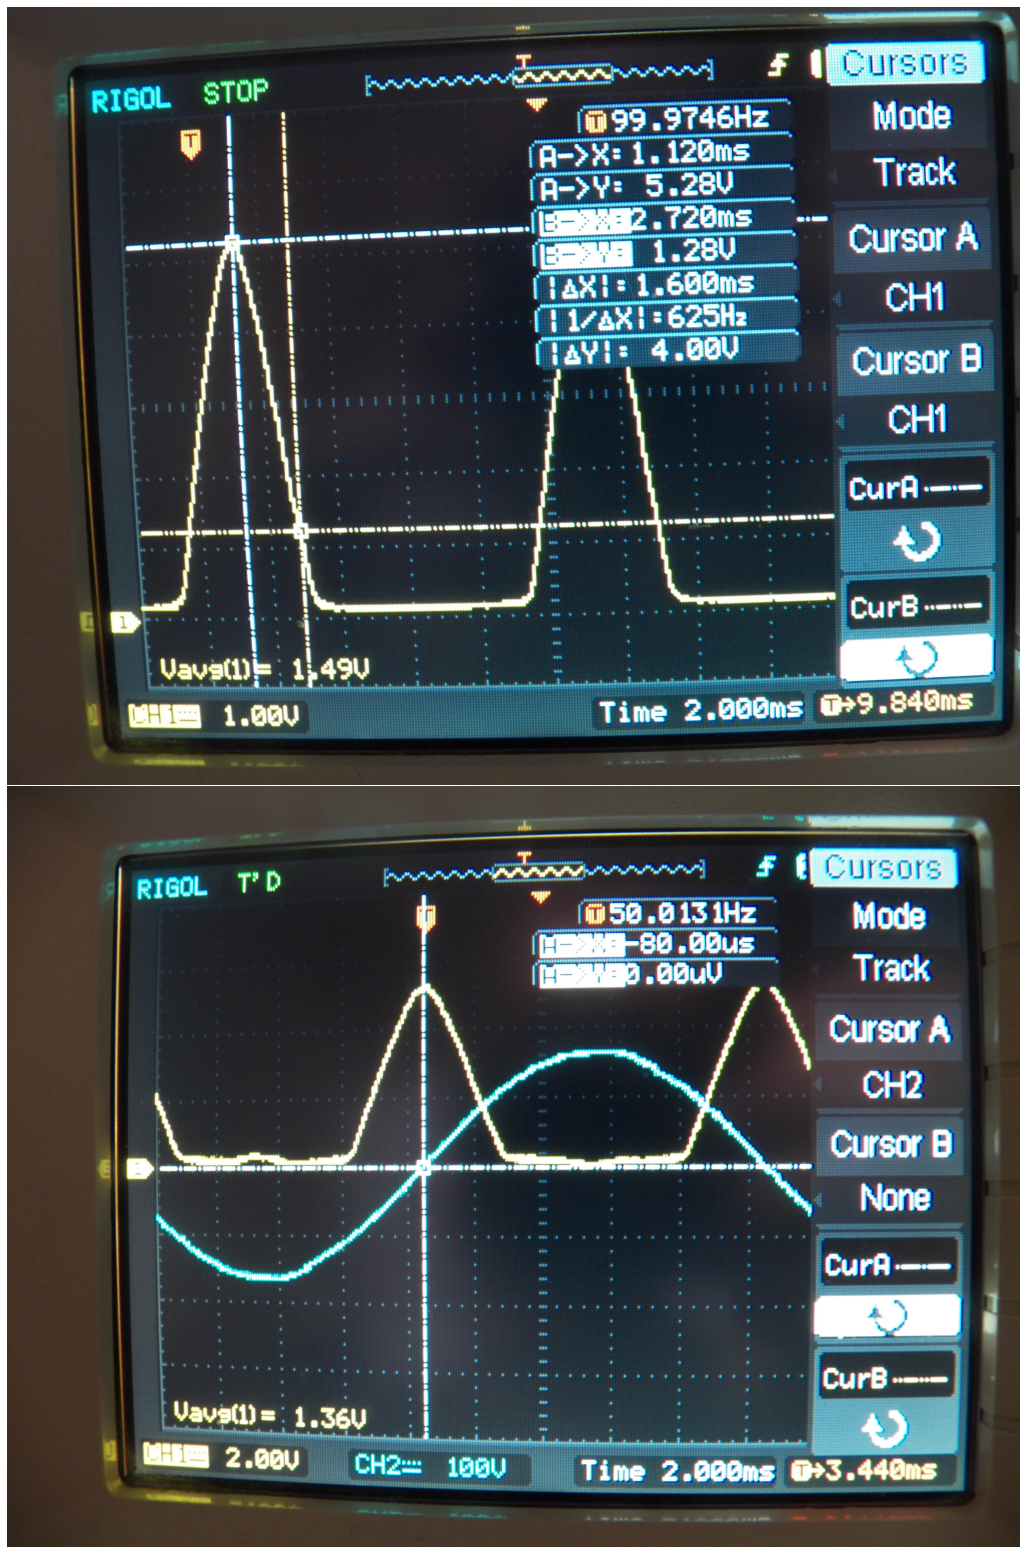 RIGOL STOP
T
Cursors
T 99.9746Hz
Mode
A->X: 1.120ms
A->Y: 5.28V
Track
B->X= 2.720ms
B->Y= 1.28V
Cursor A
|ΔX|= 1.600ms
CH1
|1/ΔX|:625Hz
|ΔY|: 4.00V
Cursor B
CH1
CurA
CurB
1
Vavg(1)= 1.49V
CH1 1.00V
Time 2.000ms T→9.840ms
RIGOL T'D
T
Cursors
T 50.0131Hz
Mode
A->X= -80.00us
A->Y= 0.00uV
Track
Cursor A
CH2
Cursor B
None
CurA
CurB
Vavg(1)= 1.36V
CH1 2.00V
CH2 100V
Time 2.000ms T→3.440ms